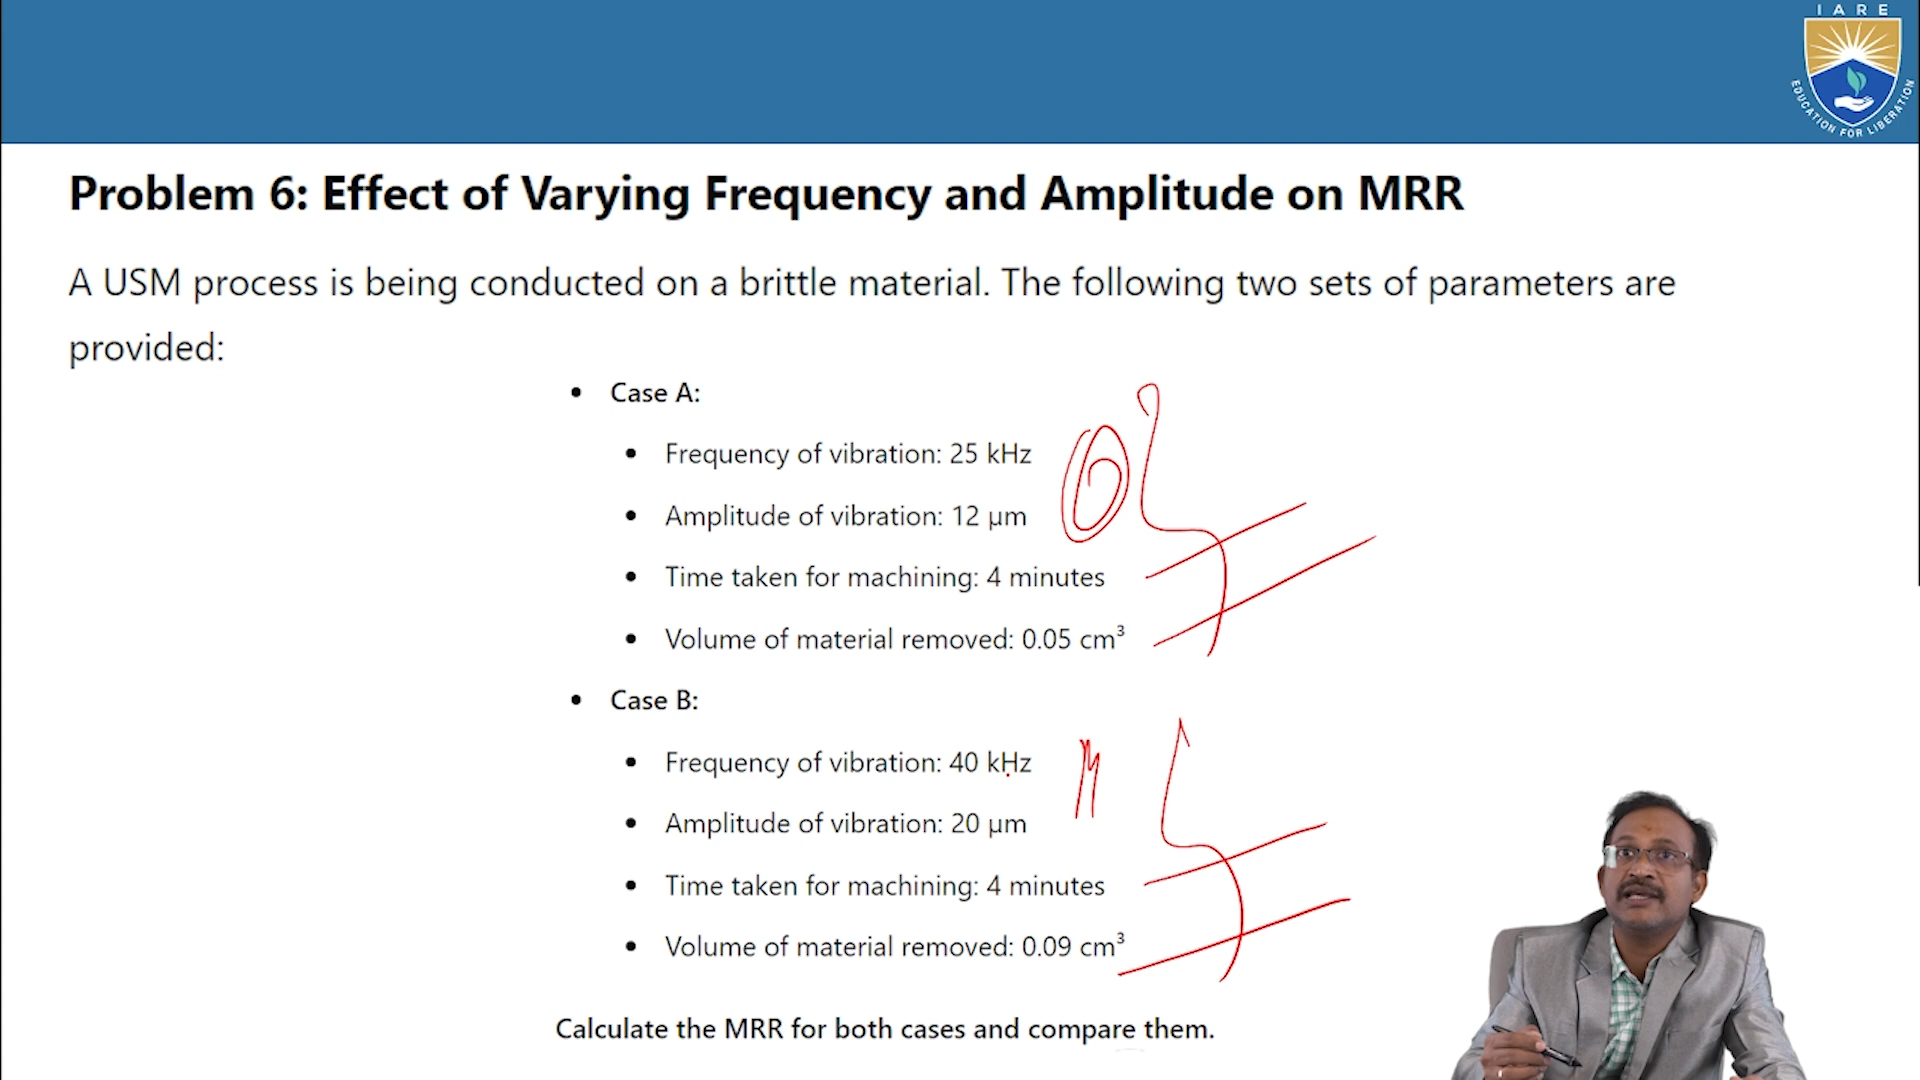 IARE
EDUCATION FOR LIBERATION
Problem 6: Effect of Varying Frequency and Amplitude on MRR
A USM process is being conducted on a brittle material. The following two sets of parameters are
provided:
• Case A:
• Frequency of vibration: 25 kHz
• Amplitude of vibration: 12 μm
• Time taken for machining: 4 minutes
• Volume of material removed: 0.05 cm³
• Case B:
• Frequency of vibration: 40 kHz
• Amplitude of vibration: 20 μm
• Time taken for machining: 4 minutes
• Volume of material removed: 0.09 cm³
Calculate the MRR for both cases and compare them.